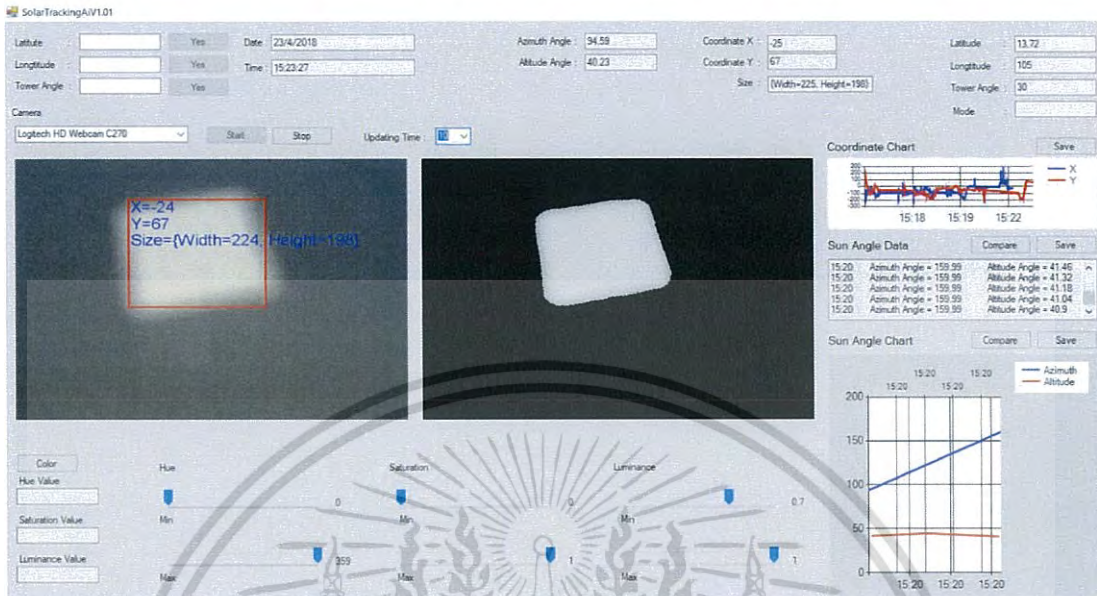 SolarTrackingAiV1.01
Latitute : Yes Date : 23/4/2018 Azimuth Angle : 94.59 Coordinate X : -25 Latitude : 13.72
Longtitude : Yes Time : 15:23:27 Altitude Angle : 40.23 Coordinate Y : 67 Longtitude : 105
Tower Angle : Yes Size : {Width=225, Height=198} Tower Angle : 30
Mode :
Camera
Logitech HD Webcam C270 Start Stop Updating Time : 10
X=-24
Y=67
Size={Width=224, Height=198}
Coordinate Chart Save
X
Y
15:18 15:19 15:22
Sun Angle Data Compare Save
15:20 Azimuth Angle = 159.99 Altitude Angle = 41.46
15:20 Azimuth Angle = 159.99 Altitude Angle = 41.32
15:20 Azimuth Angle = 159.99 Altitude Angle = 41.18
15:20 Azimuth Angle = 159.99 Altitude Angle = 41.04
15:20 Azimuth Angle = 159.99 Altitude Angle = 40.9
Sun Angle Chart Compare Save
15:20 15:20
15:20 15:20
Azimuth
Altitude
200
150
100
50
0
15:20 15:20 15:20
Color
Hue Value
Saturation Value
Luminance Value
Hue Saturation Luminance
0 0 0.7
Min Min Min
359 1 1
Max Max Max